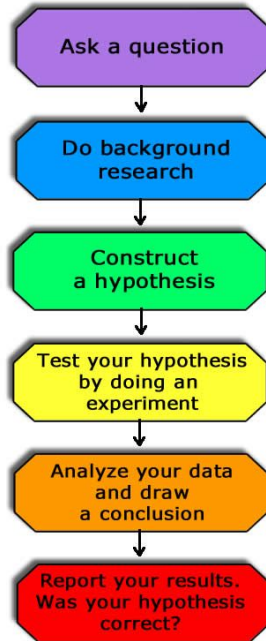 Ask a question
Do background
research
Construct
a hypothesis
Test your hypothesis
by doing an
experiment
Analyze your data
and draw
a conclusion
Report your results.
Was your hypothesis
correct?